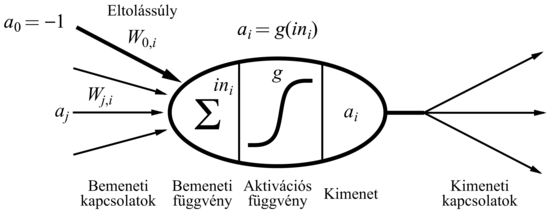 Eltolássúly
a₀ = −1
W₀,ᵢ
aᵢ = g(inᵢ)
inᵢ
g
Wⱼ,ᵢ
aⱼ
Σ
aᵢ
Bemeneti kapcsolatok
Bemeneti függvény
Aktivációs függvény
Kimenet
Kimeneti kapcsolatok